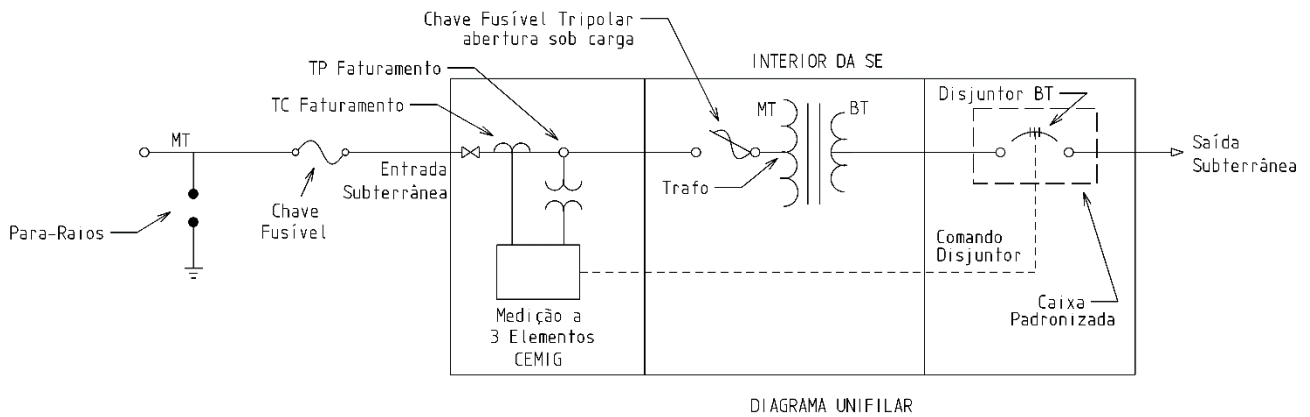 Chave Fusível Tripolar
abertura sob carga
INTERIOR DA SE
TP Faturamento
TC Faturamento
MT
BT
Disjuntor BT
MT
Entrada
Subterrânea
Trafo
Saída
Subterrânea
Chave
Fusível
Para-Raios
Comando
Disjuntor
Caixa
Padronizada
Medição a
3 Elementos
CEMIG
DIAGRAMA UNIFILAR